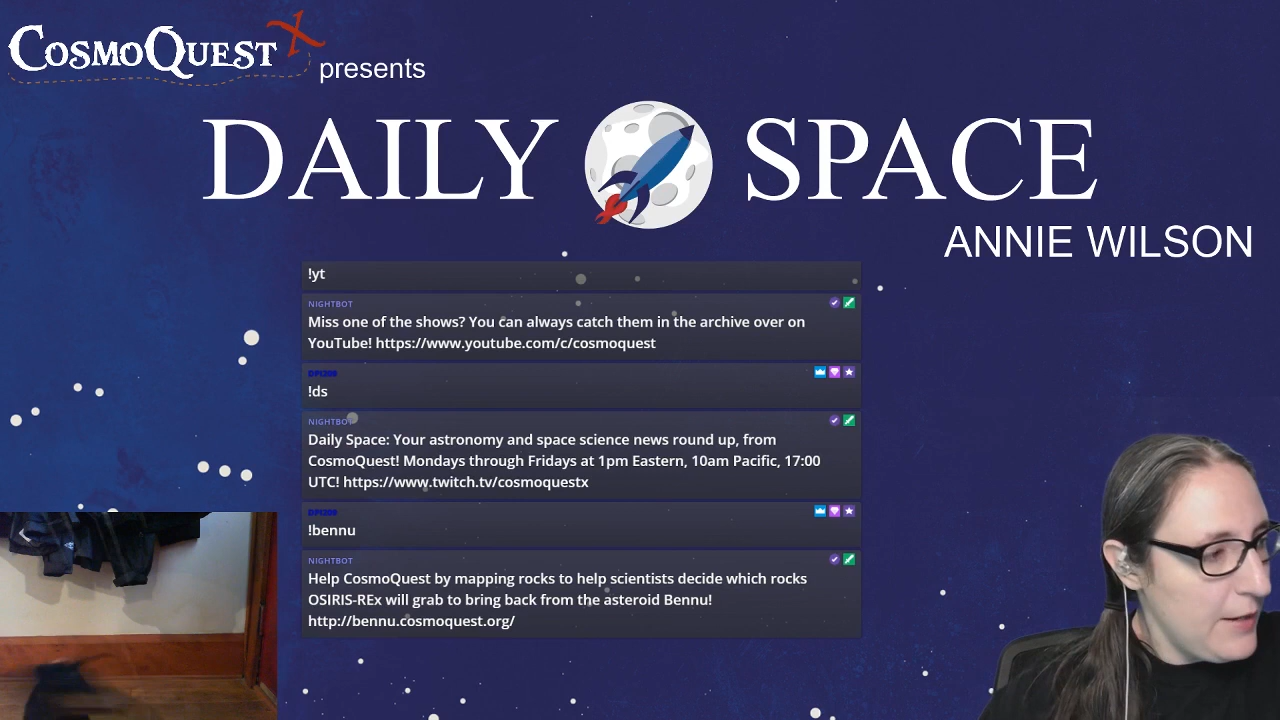 COSMOQUEST X
presents
DAILY SPACE
ANNIE WILSON
!yt
NIGHTBOT
Miss one of the shows? You can always catch them in the archive over on
YouTube! https://www.youtube.com/c/cosmoquest
!ds
NIGHTBOT
Daily Space: Your astronomy and space science news round up, from
CosmoQuest! Mondays through Fridays at 1pm Eastern, 10am Pacific, 17:00
UTC! https://www.twitch.tv/cosmoquestx
!bennu
NIGHTBOT
Help CosmoQuest by mapping rocks to help scientists decide which rocks
OSIRIS-REx will grab to bring back from the asteroid Bennu!
http://bennu.cosmoquest.org/